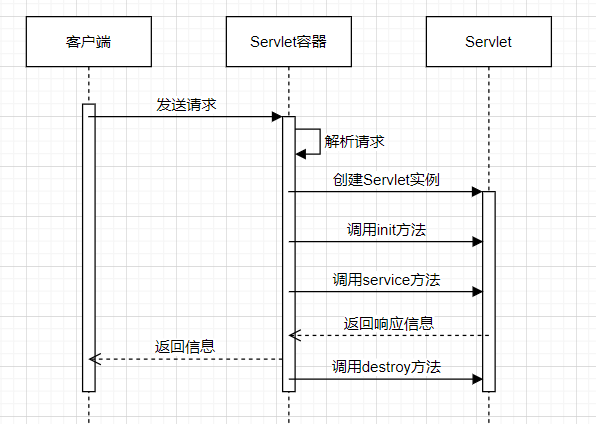 客户端
Servlet容器
Servlet
发送请求
解析请求
创建Servlet实例
调用init方法
调用service方法
返回响应信息
返回信息
调用destroy方法